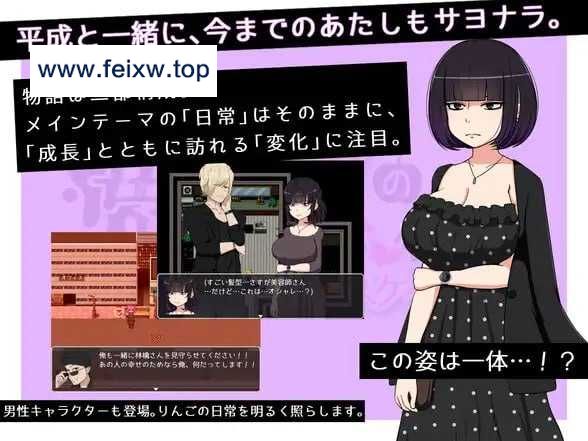 平成と一緒に、今までのあたしもサヨナラ。
www.feixw.top
メインテーマの「日常」はそのままに、
「成長」とともに訪れる「変化」に注目。
(すごい髪型…さすが美容師さん
…だけど…これは…オシャレ…?)
俺も一緒に林檎さんを見守らせてください!!
あの人の幸せのためなら俺、何だってします!!
この姿は一体…!?
男性キャラクターも登場。りんごの日常を明るく照らします。